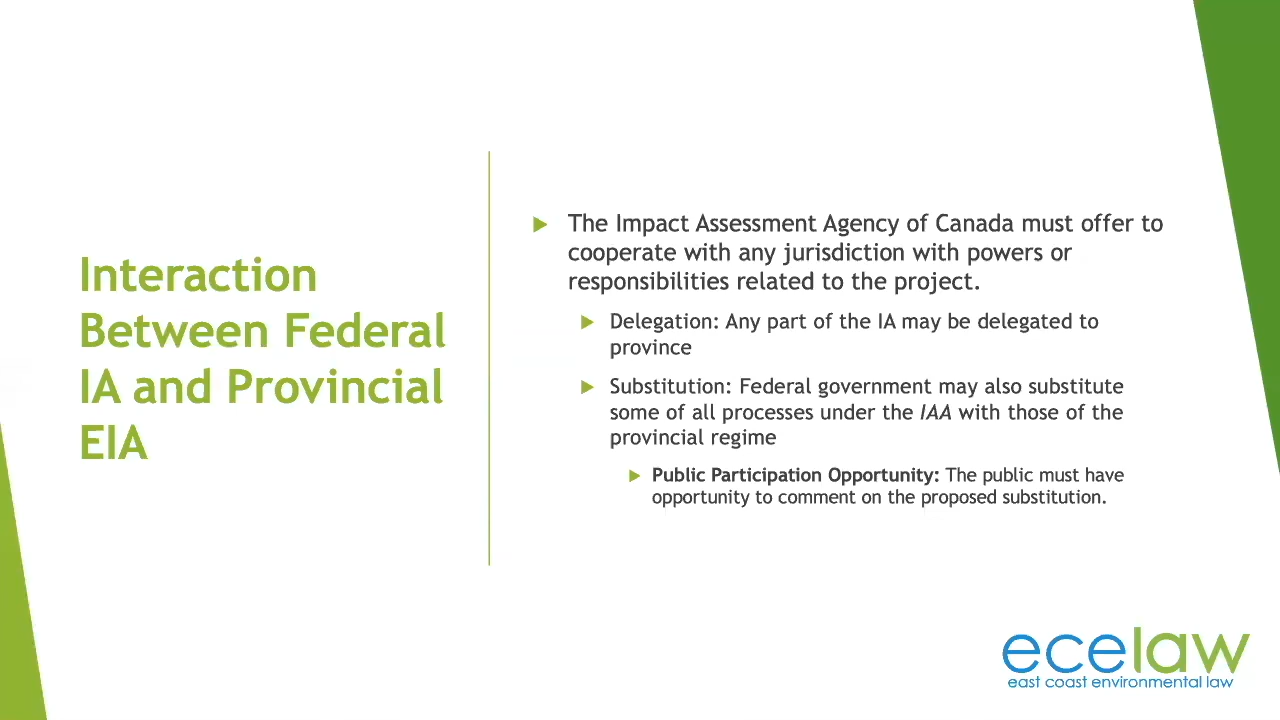 Interaction
Between Federal
IA and Provincial
EIA
The Impact Assessment Agency of Canada must offer to
cooperate with any jurisdiction with powers or
responsibilities related to the project.
Delegation: Any part of the IA may be delegated to
province
Substitution: Federal government may also substitute
some of all processes under the IAA with those of the
provincial regime
Public Participation Opportunity: The public must have
opportunity to comment on the proposed substitution.
ecelaw
east coast environmental law